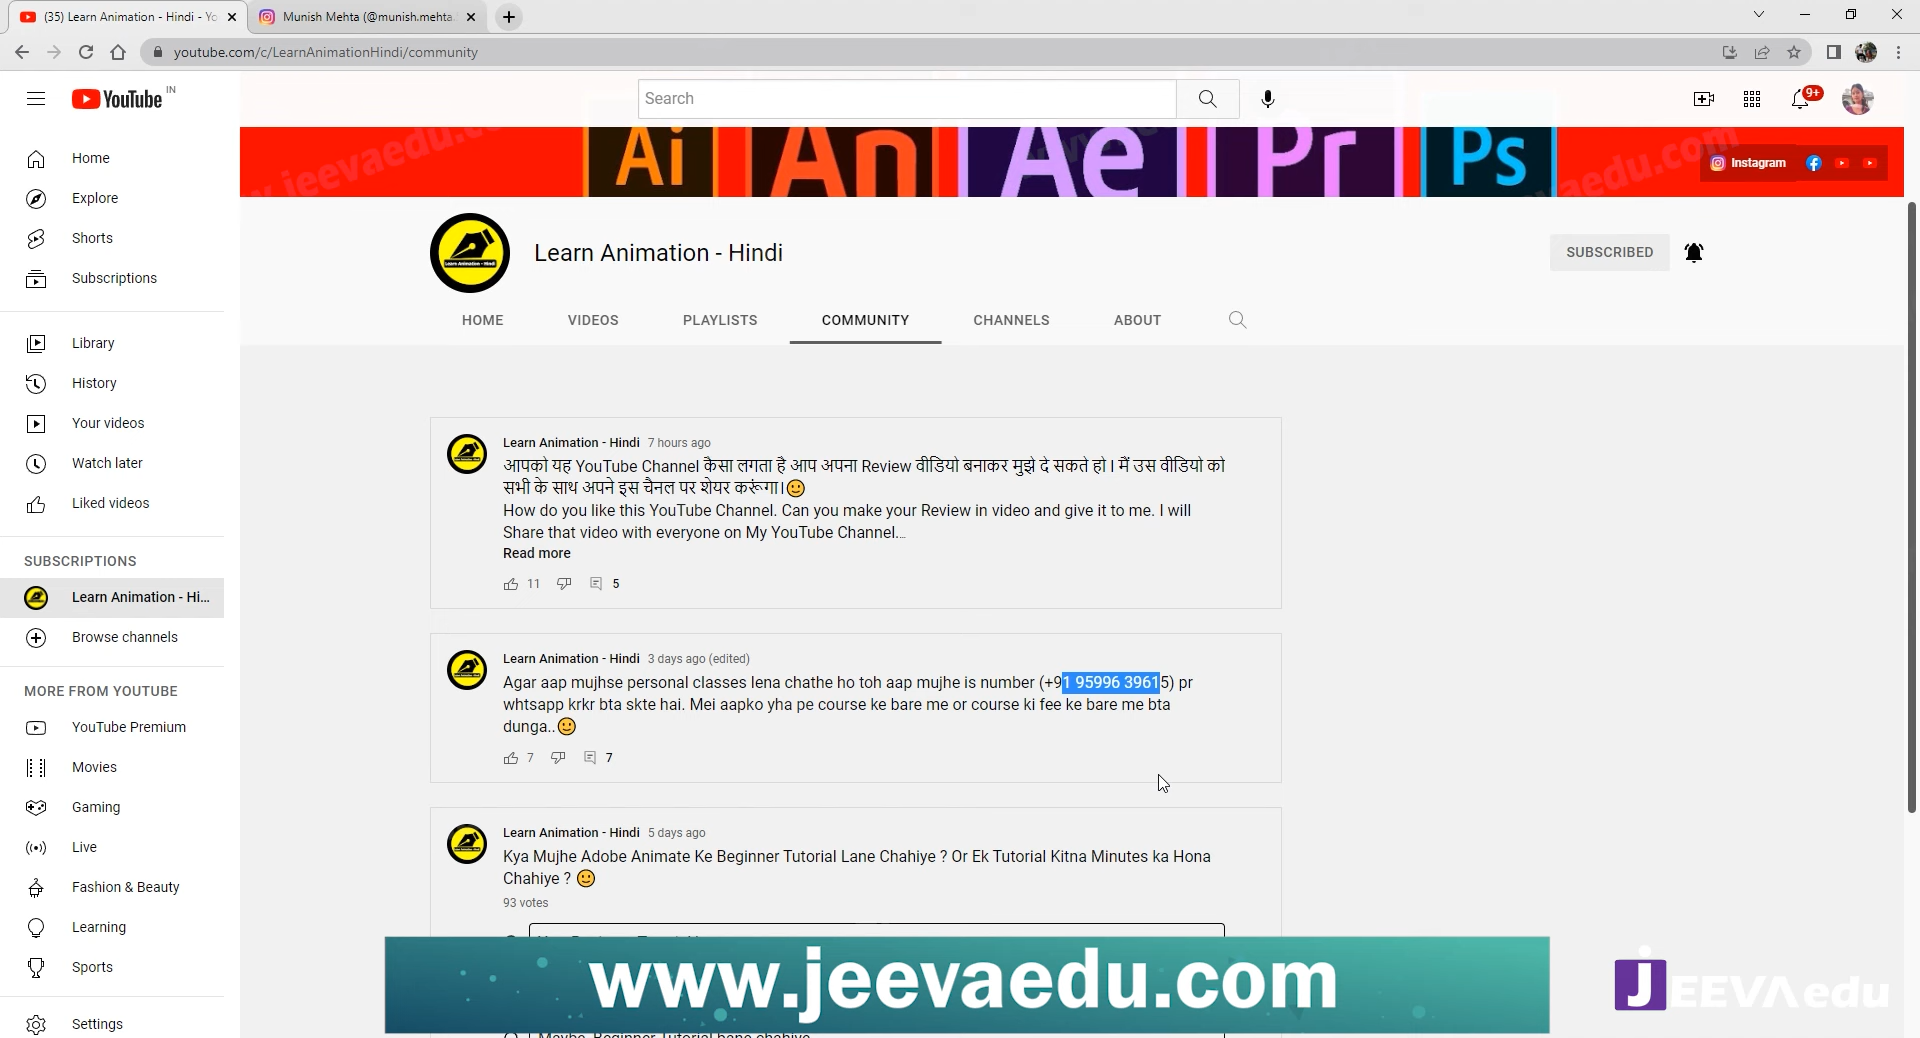 (35) Learn Animation - Hindi - Yo
Munish Mehta (@munish.mehta.
youtube.com/c/LearnAnimationHindi/community
YouTube IN
Search
9+
Ai An Ae Pr Ps
Instagram
Home
Explore
Shorts
Subscriptions
Library
History
Your videos
Watch later
Liked videos
SUBSCRIPTIONS
Learn Animation - Hi...
Browse channels
MORE FROM YOUTUBE
YouTube Premium
Movies
Gaming
Live
Fashion & Beauty
Learning
Sports
Settings
Learn Animation - Hindi
SUBSCRIBED
HOME VIDEOS PLAYLISTS COMMUNITY CHANNELS ABOUT
Learn Animation - Hindi 7 hours ago
आपको यह YouTube Channel कैसा लगता है आप अपना Review वीडियो बनाकर मुझे दे सकते हो । मैं उस वीडियो को
सभी के साथ अपने इस चैनल पर शेयर करूंगा।🙂
How do you like this YouTube Channel. Can you make your Review in video and give it to me. I will
Share that video with everyone on My YouTube Channel...
Read more
11 5
Learn Animation - Hindi 3 days ago (edited)
Agar aap mujhse personal classes lena chathe ho toh aap mujhe is number (+91 95996 39615) pr
whtsapp krkr bta skte hai. Mei aapko yha pe course ke bare me or course ki fee ke bare me bta
dunga..🙂
7 7
Learn Animation - Hindi 5 days ago
Kya Mujhe Adobe Animate Ke Beginner Tutorial Lane Chahiye ? Or Ek Tutorial Kitna Minutes ka Hona
Chahiye ? 🙂
93 votes
www.jeevaedu.com
JEEVA edu